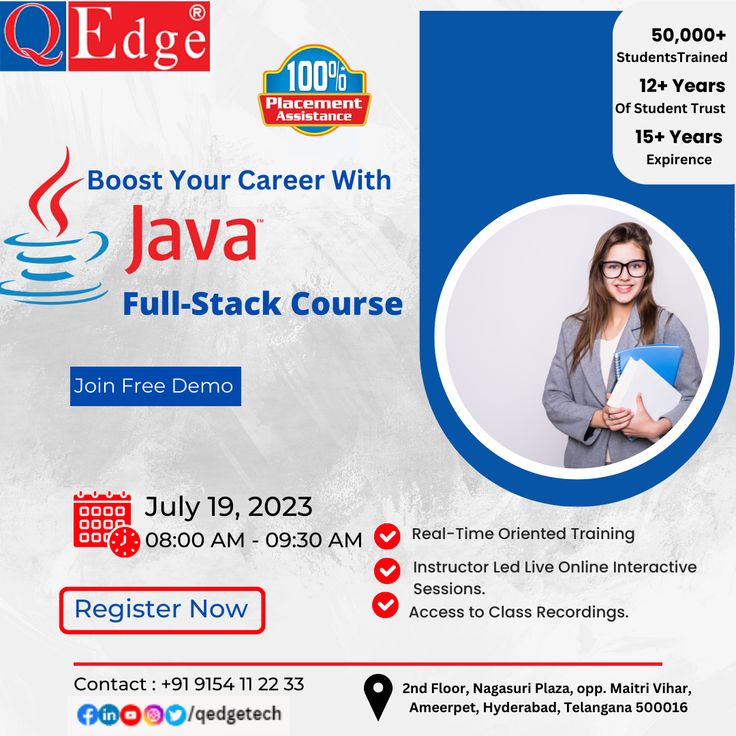 QEdge®
100%
Placement
Assistance
50,000+
StudentsTrained
12+ Years
Of Student Trust
15+ Years
Expirence
Boost Your Career With
Java™
Full-Stack Course
Join Free Demo
July 19, 2023
08:00 AM - 09:30 AM
Register Now
Real-Time Oriented Training
Instructor Led Live Online Interactive
Sessions.
Access to Class Recordings.
Contact : +91 9154 11 22 33
/qedgetech
2nd Floor, Nagasuri Plaza, opp. Maitri Vihar,
Ameerpet, Hyderabad, Telangana 500016